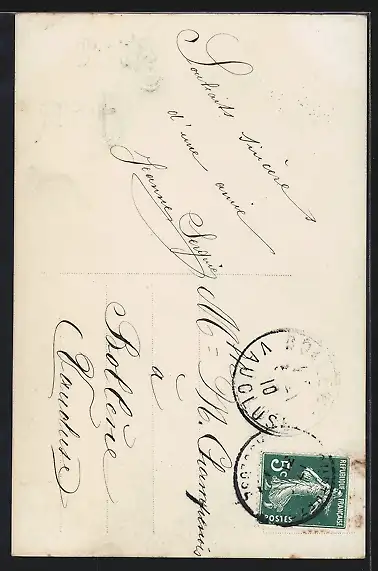 Souhaits sincères
d'une amie
Jeanne
M. M.
à
Bollène
(Vaucluse)
VAUCLUSE
10
REPUBLIQUE FRANÇAISE
5c
POSTES